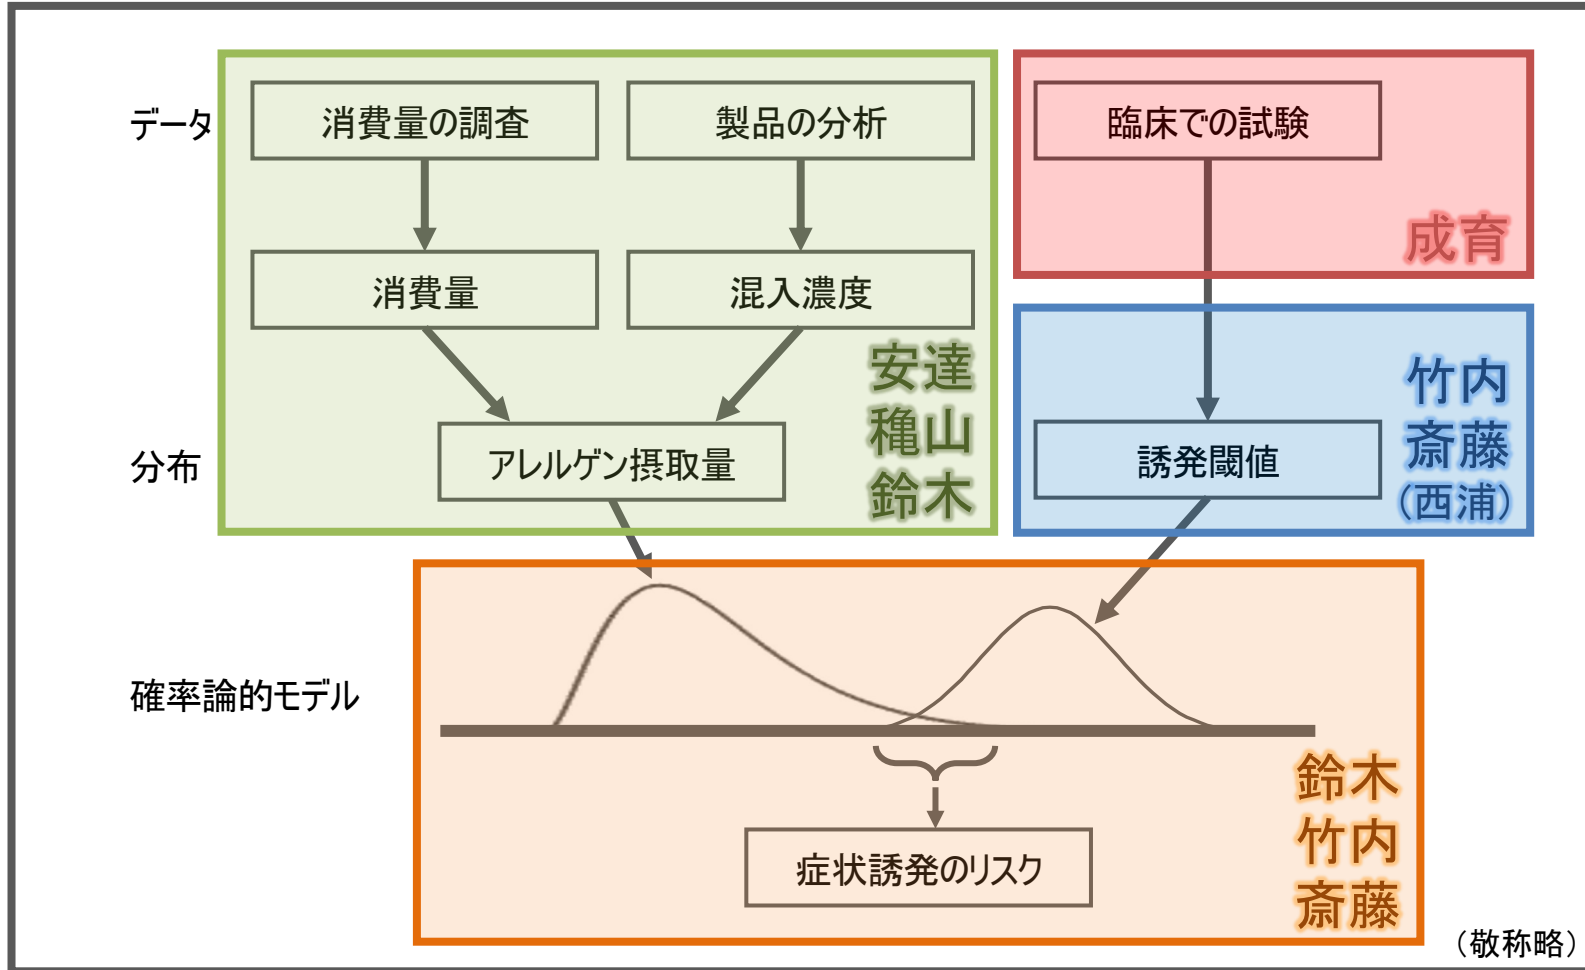 データ
消費量の調査
製品の分析
臨床での試験
成育
消費量
混入濃度
安達
穐山
鈴木
竹内
斎藤
（西浦）
分布
アレルゲン摂取量
誘発閾値
確率論的モデル
鈴木
竹内
斎藤
症状誘発のリスク
（敬称略）